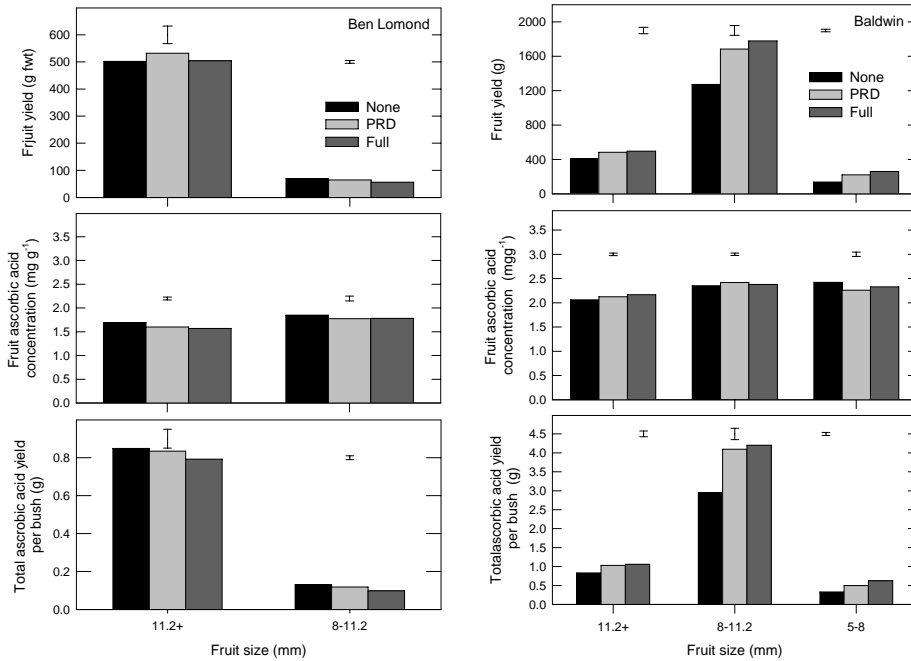 Ben Lomond
Frjuit yield (g fwt)
600
500
400
300
200
100
0
None
PRD
Full
Fruit ascorbic acid
concentration (mg g-1)
3.5
3.0
2.5
2.0
1.5
1.0
0.5
0.0
Total ascrobic acid yield
per bush (g)
0.8
0.6
0.4
0.2
0.0
11.2+ 8-11.2
Fruit size (mm)
Baldwin
Fruit yield (g)
2000
1600
1200
800
400
0
None
PRD
Full
Fruit ascorbic acid
concentration (mgg-1)
3.5
3.0
2.5
2.0
1.5
1.0
0.5
0.0
Totalascorbic acid yield
per bush (g)
4.5
4.0
3.5
3.0
2.5
2.0
1.5
1.0
0.5
0.0
11.2+ 8-11.2 5-8
Fruit size (mm)